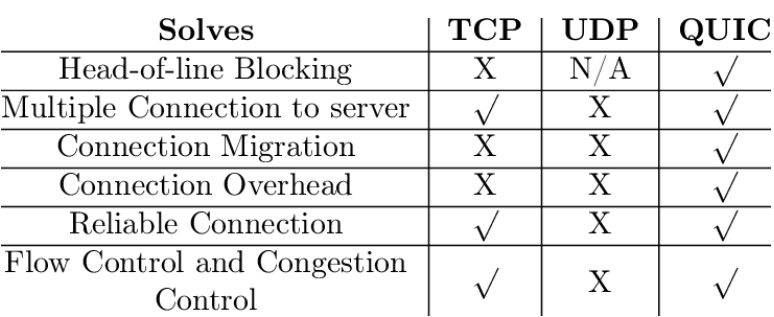 Solves TCP UDP QUIC
Head-of-line Blocking X N/A √
Multiple Connection to server √ X √
Connection Migration X X √
Connection Overhead X X √
Reliable Connection √ X √
Flow Control and Congestion
Control √ X √